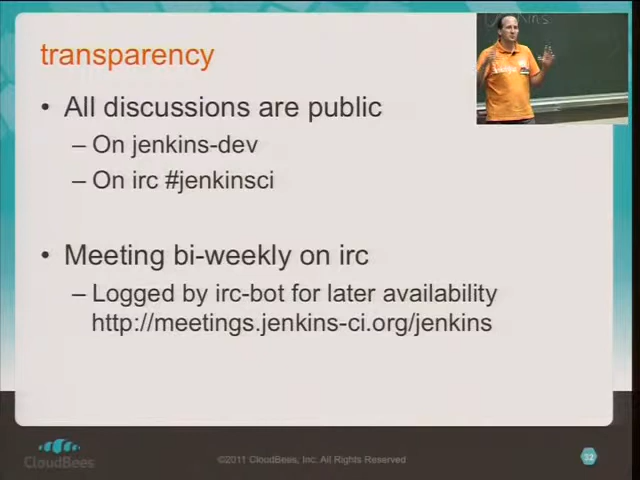 transparency
• All discussions are public
– On jenkins-dev
– On irc #jenkinsci
• Meeting bi-weekly on irc
– Logged by irc-bot for later availability
http://meetings.jenkins-ci.org/jenkins
CloudBees
©2011 CloudBees, Inc. All Rights Reserved
32